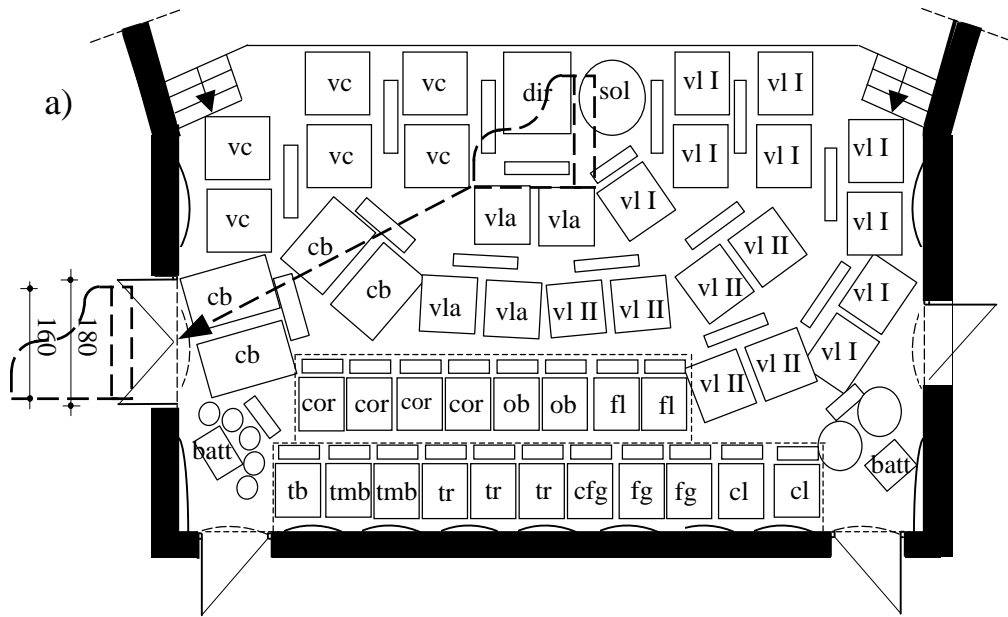 a)
vc vc dir sol vl I vl I
vc vc vc vl I vl I vl I
vc vla vla vl I vl I
cb cb vl II vl II vl I
cb vla vla vl II vl II
cb vl II vl II vl I
160 180
cor cor cor cor ob ob fl fl
batt batt
tb tmb tmb tr tr tr cfg fg fg cl cl